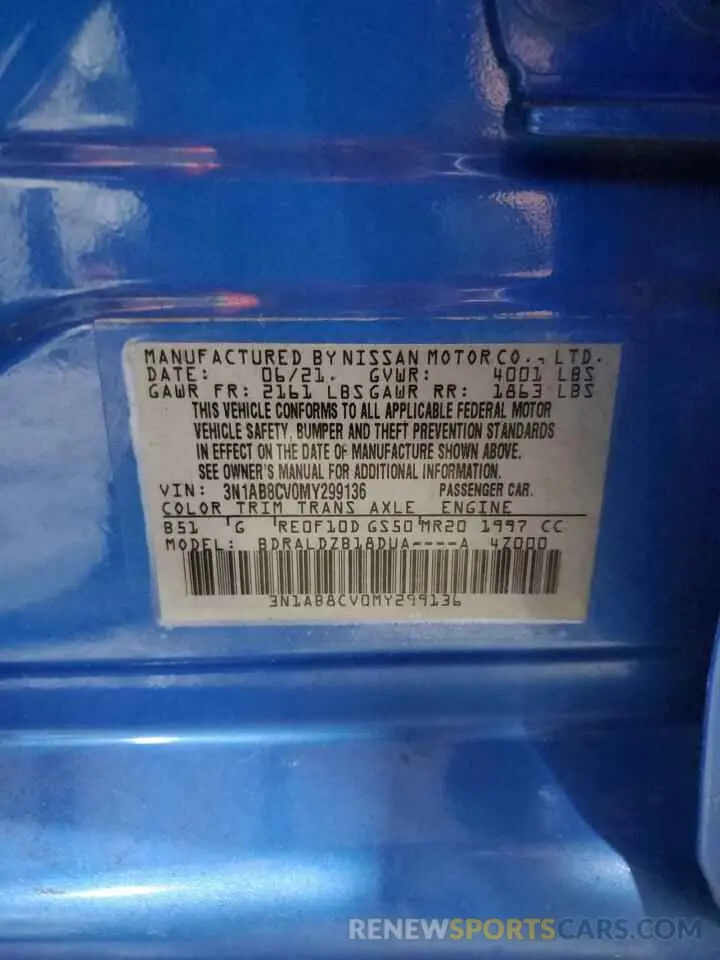 MANUFACTURED BY NISSAN MOTOR CO., LTD.
DATE: 06/21. GVWR: 4001 LBS
GAWR FR: 2161 LBS GAWR RR: 1863 LBS
THIS VEHICLE CONFORMS TO ALL APPLICABLE FEDERAL MOTOR
VEHICLE SAFETY, BUMPER AND THEFT PREVENTION STANDARDS
IN EFFECT ON THE DATE OF MANUFACTURE SHOWN ABOVE.
SEE OWNER'S MANUAL FOR ADDITIONAL INFORMATION.
VIN: 3N1AB8CV0MY299136 PASSENGER CAR.
COLOR TRIM TRANS AXLE ENGINE
B51 G RE0F10D GS50 MR20 1997 CC
MODEL: BDRALDZB18DUA----A 4Z000
3N1AB8CV0MY299136
RENEWSPORTSCARS.COM